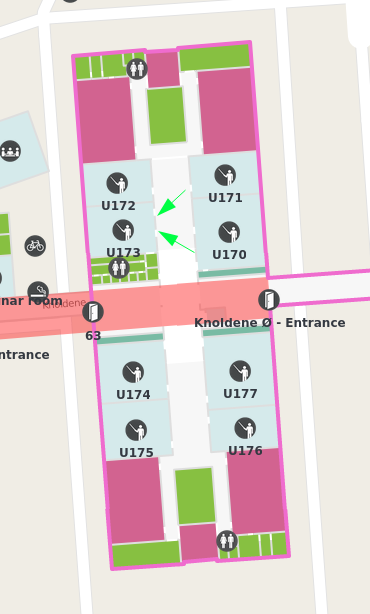 U171
U172
U173
U170
nar room
Knoldene
Knoldene Ø - Entrance
63
ntrance
U174
U177
U175
U176